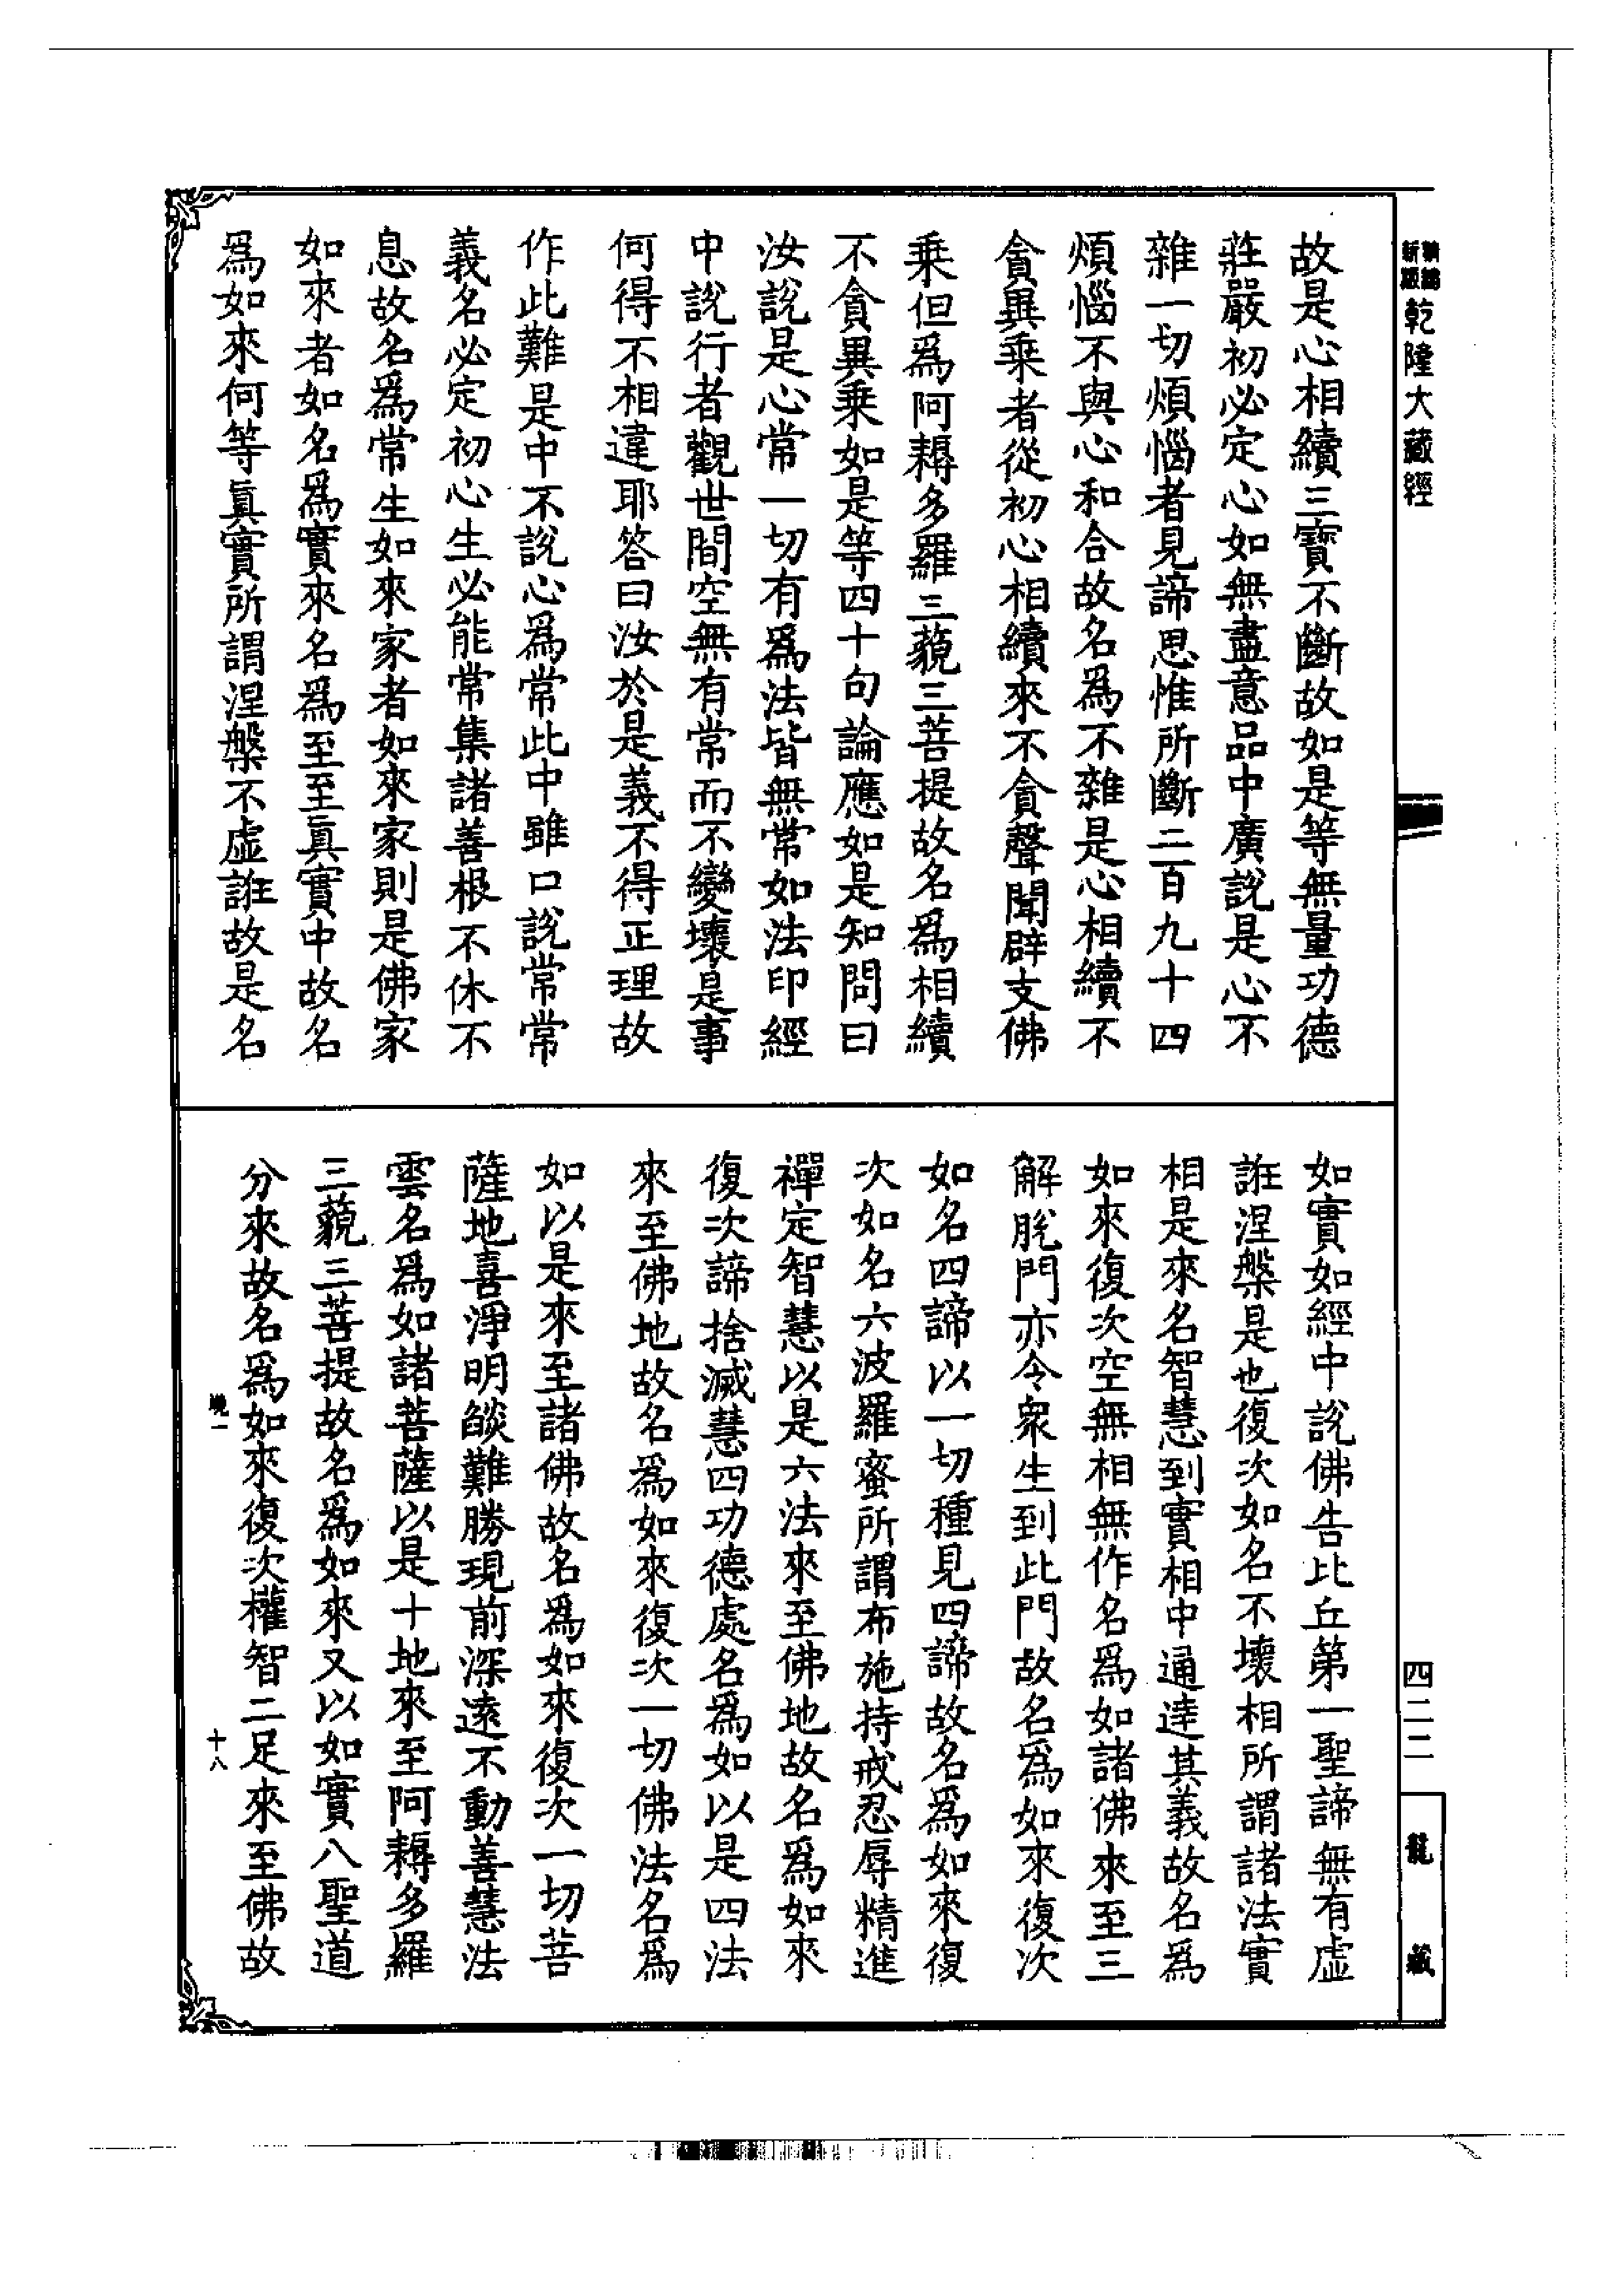 新編
新版
乾隆大藏經
故是心相續三寶不斷故如是等無量功德
莊嚴初必定心如無盡意品中廣說是心不
雜一切煩惱者見諦思惟所斷二百九十四
煩惱不與心和合故名爲不雜是心相續不
貪異乘者從初心相續來不貪聲聞辟支佛
乘但爲阿耨多羅三藐三菩提故名爲相續
不貪異乘如是等四十句論應如是知問曰
汝說是心常一切有爲法皆無常如法印經
中說行者觀世間空無有常而不變壞是事
何得不相違耶答曰汝於是義不得正理故
作此難是中不說心爲常此中雖口說常常
義名必定初心生必能常集諸善根不休不
息故名爲常生如來家者如來家則是佛家
如來者如名爲實來名爲至至真實中故名
爲如來何等眞實所謂涅槃不虛誑故是名
如實如經中說佛告比丘第一聖諦無有虛
誑涅槃是也復次如名不壞相所謂諸法實
相是來名智慧到實相中通達其義故名爲
如來復次空無相無作名爲如諸佛來至三
解脫門亦令衆生到此門故名爲如來復次
如名四諦以一切種見四諦故名爲如來復
次如名六波羅蜜所謂布施持戒忍辱精進
禪定智慧以是六法來至佛地故名爲如來
復次諦捨滅慧四功德處名爲如以是四法
來至佛地故名爲如來復次一切佛法名爲
如以是來至諸佛故名爲如來復次一切菩
薩地喜淨明燄難勝現前深遠不動善慧法
雲名爲如諸菩薩以是十地來至阿耨多羅
三藐三菩提故名爲如來又以如實八聖道
分來故名爲如來復次權智二足來至佛故
四二二
龍藏
十八